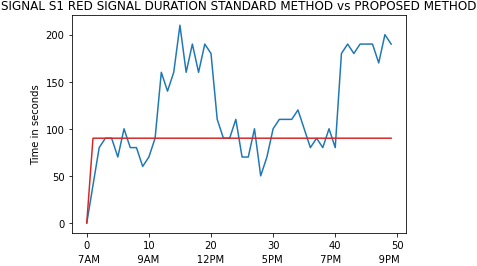 SIGNAL S1 RED SIGNAL DURATION STANDARD METHOD vs PROPOSED METHOD
Time in seconds
200
150
100
50
0
0 10 20 30 40 50
7AM 9AM 12PM 5PM 7PM 9PM